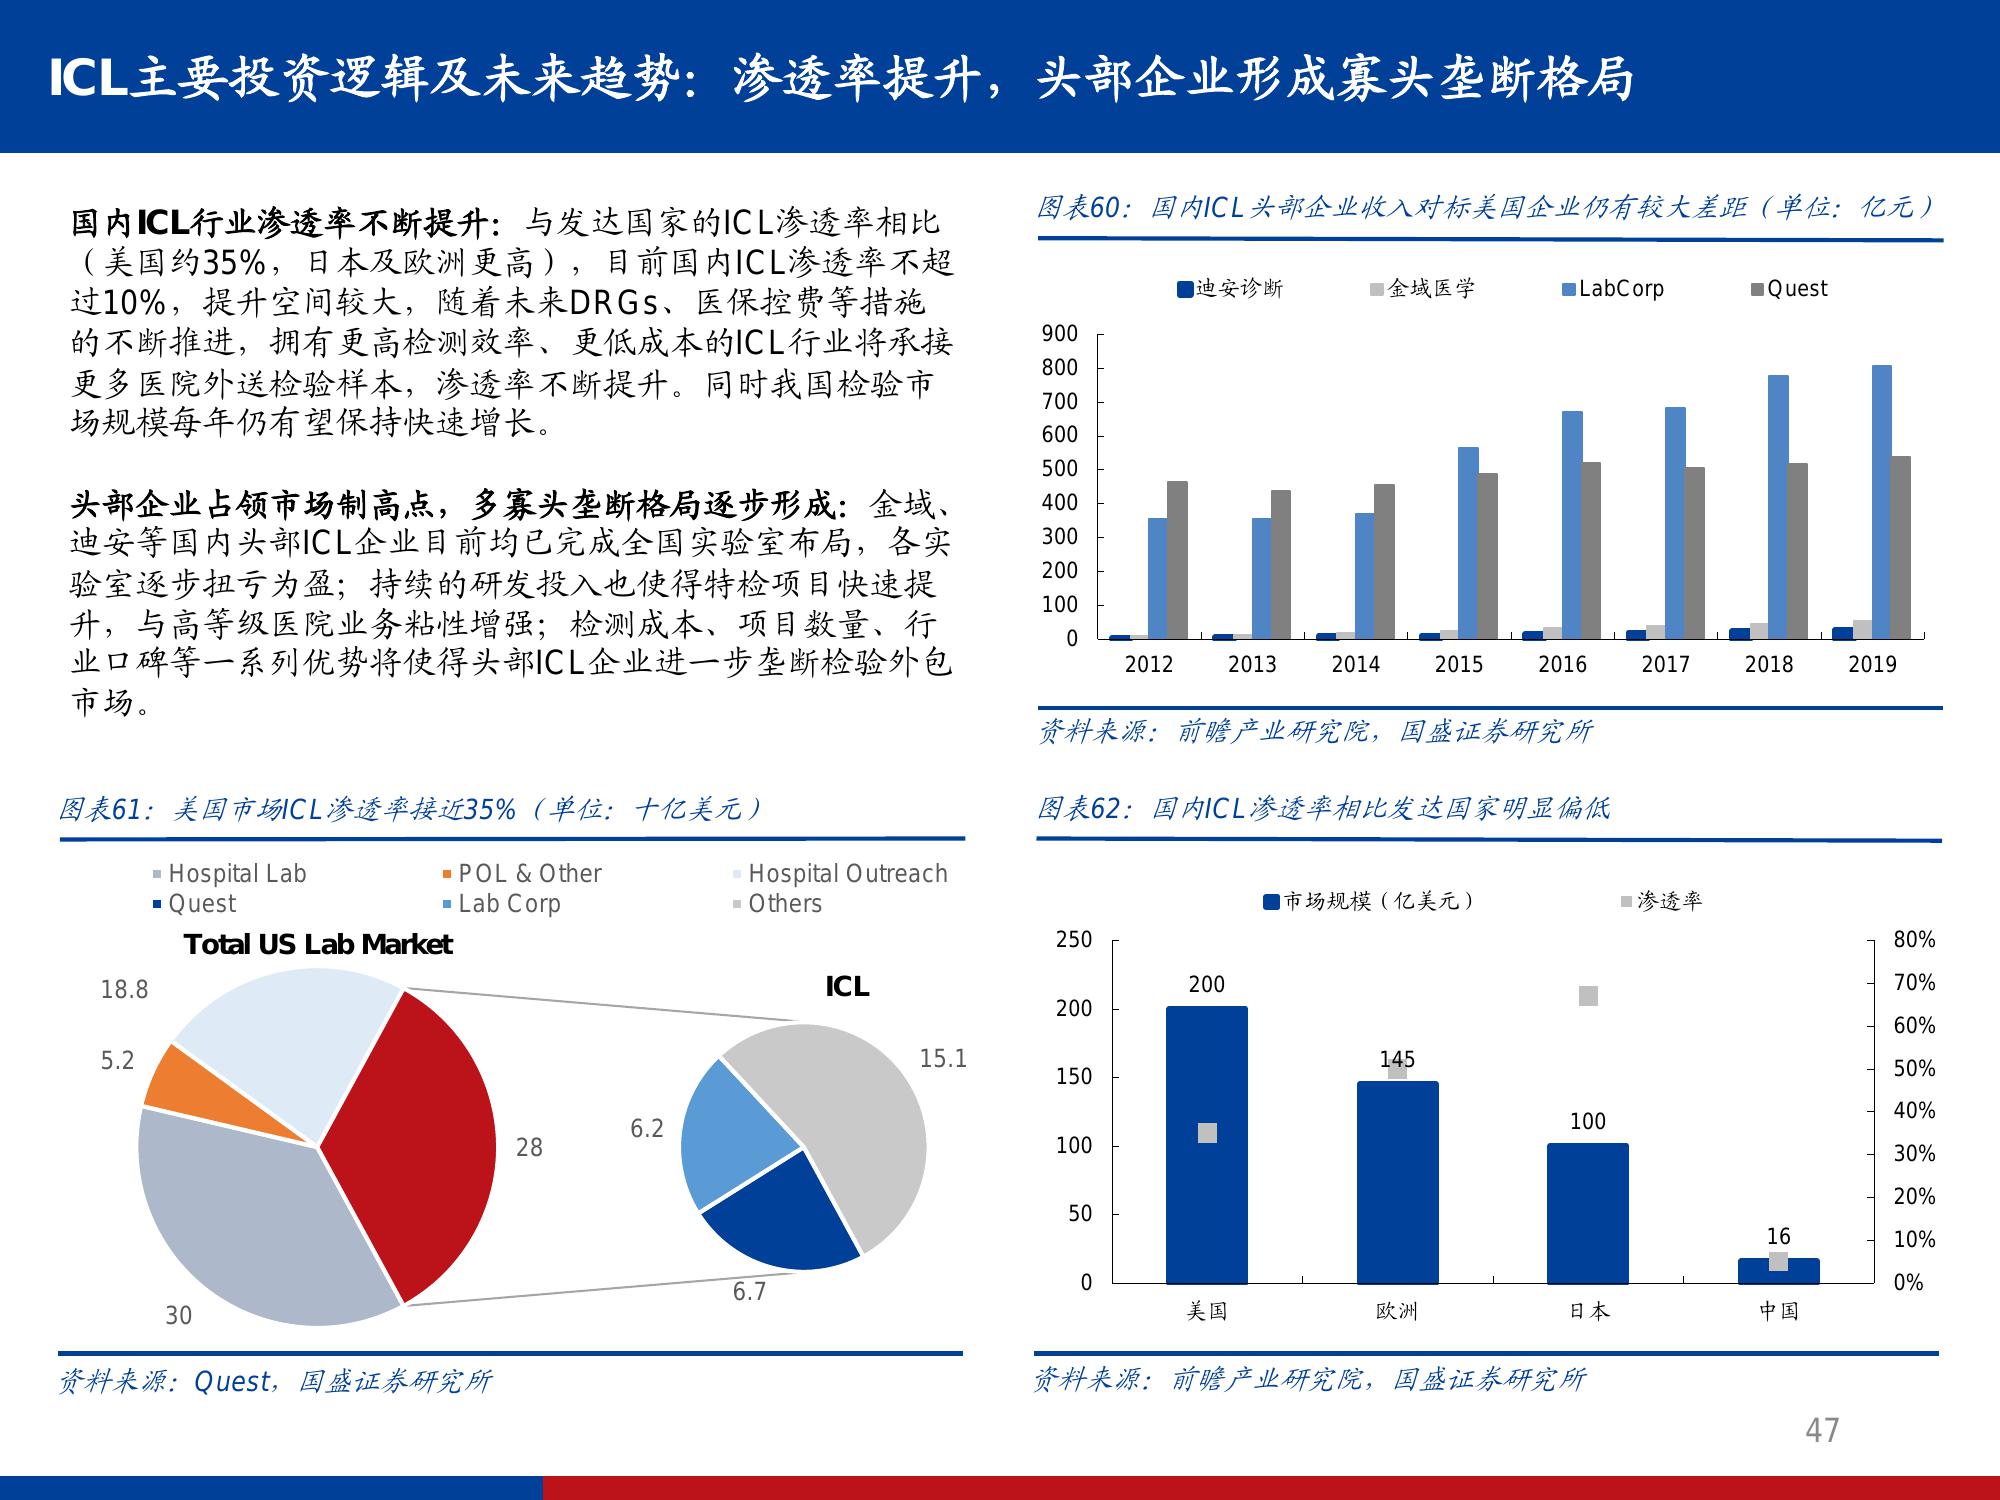 ICL主要投资逻辑及未来趋势：渗透率提升，头部企业形成寡头垄断格局
国内ICL行业渗透率不断提升：与发达国家的ICL渗透率相比
（美国约35%，日本及欧洲更高），目前国内ICL渗透率不超
过10%，提升空间较大，随着未来DRGs、医保控费等措施
的不断推进，拥有更高检测效率、更低成本的ICL行业将承接
更多医院外送检验样本，渗透率不断提升。同时我国检验市
场规模每年仍有望保持快速增长。
头部企业占领市场制高点，多寡头垄断格局逐步形成：金域、
迪安等国内头部ICL企业目前均已完成全国实验室布局，各实
验室逐步扭亏为盈；持续的研发投入也使得特检项目快速提
升，与高等级医院业务粘性增强；检测成本、项目数量、行
业口碑等一系列优势将使得头部ICL企业进一步垄断检验外包
市场。
图表60：国内ICL头部企业收入对标美国企业仍有较大差距（单位：亿元）
迪安诊断 金域医学 LabCorp Quest
900
800
700
600
500
400
300
200
100
0
2012 2013 2014 2015 2016 2017 2018 2019
资料来源：前瞻产业研究院，国盛证券研究所
图表61：美国市场ICL渗透率接近35%（单位：十亿美元）
Hospital Lab POL & Other Hospital Outreach
Quest Lab Corp Others
Total US Lab Market
ICL
18.8
5.2
30
28
15.1
6.2
6.7
资料来源：Quest，国盛证券研究所
图表62：国内ICL渗透率相比发达国家明显偏低
市场规模（亿美元） 渗透率
250
200
150
100
50
0
200
145
100
16
80%
70%
60%
50%
40%
30%
20%
10%
0%
美国 欧洲 日本 中国
资料来源：前瞻产业研究院，国盛证券研究所
47